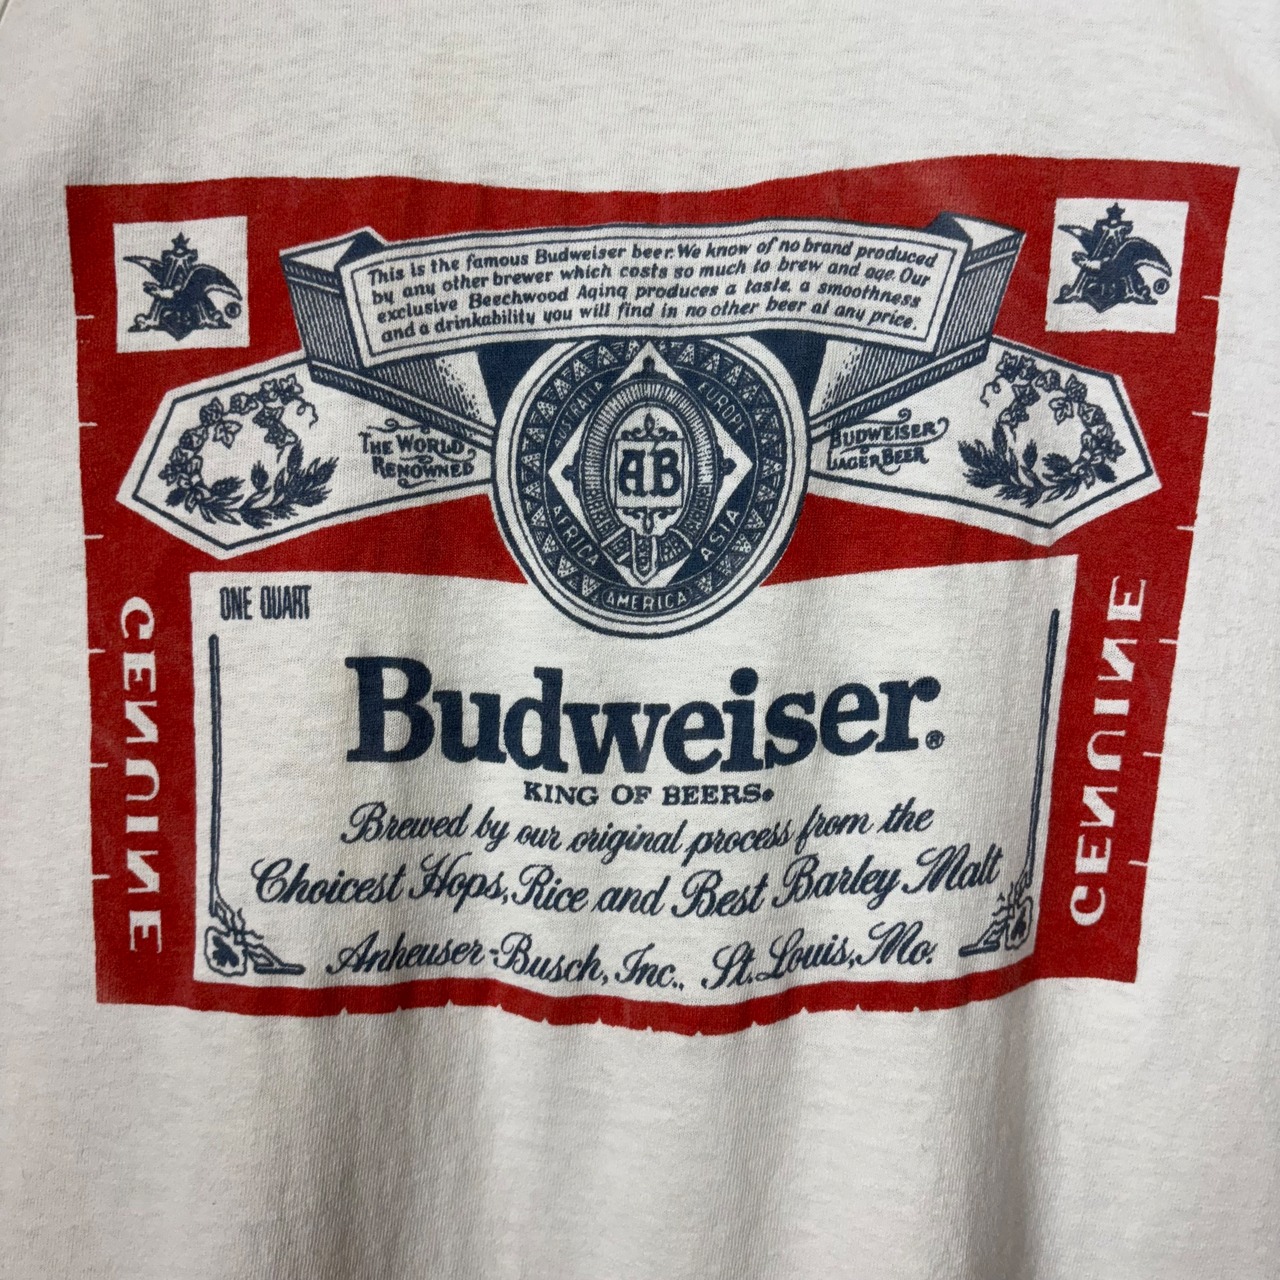 This is the famous Budweiser beer. We know of no brand produced
by any other brewer which costs so much to brew and age. Our
exclusive Beechwood Aging produces a taste, a smoothness
and a drinkability you will find in no other beer at any price.
THE WORLD
RENOWNED
BUDWEISER
LAGER BEER
AUSTRALIA
EUROPE
AB
AFRICA
ASIA
AMERICA
®
®
ONE QUART
GENUINE
GENUINE
Budweiser®
KING OF BEERS®
Brewed by our original process from the
Choicest Hops, Rice and Best Barley Malt
Anheuser-Busch, Inc., St. Louis, Mo.